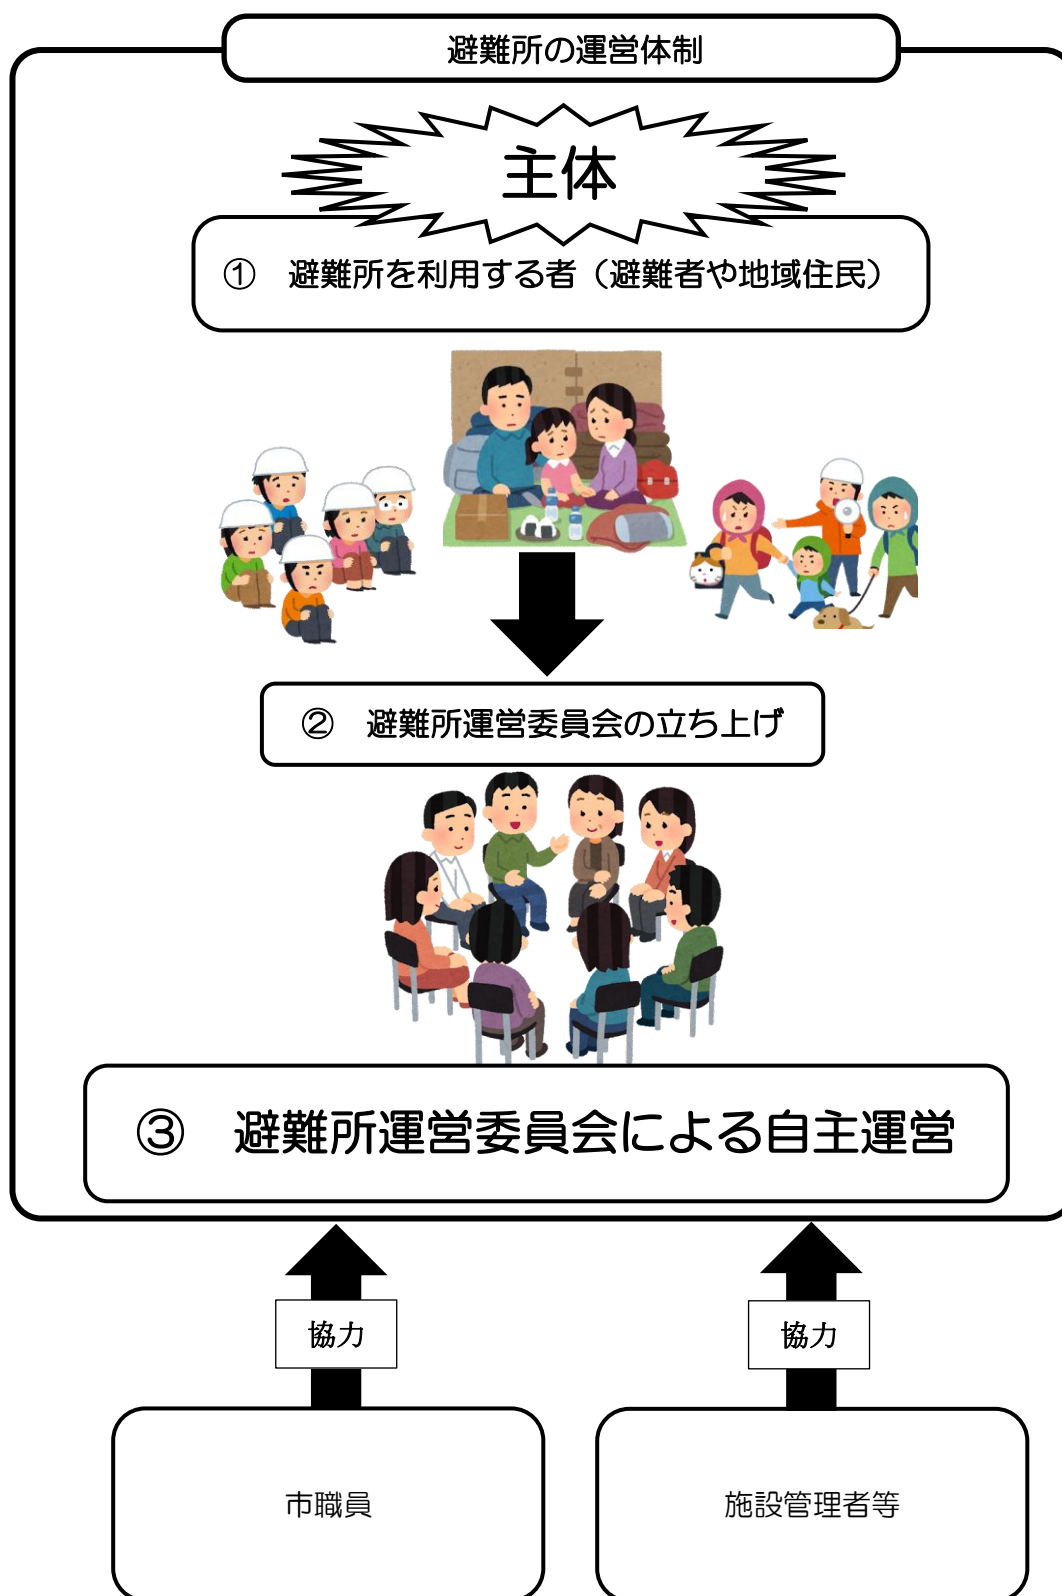 避難所の運営体制
主体
① 避難所を利用する者（避難者や地域住民）
② 避難所運営委員会の立ち上げ
③ 避難所運営委員会による自主運営
協力
協力
市職員
施設管理者等